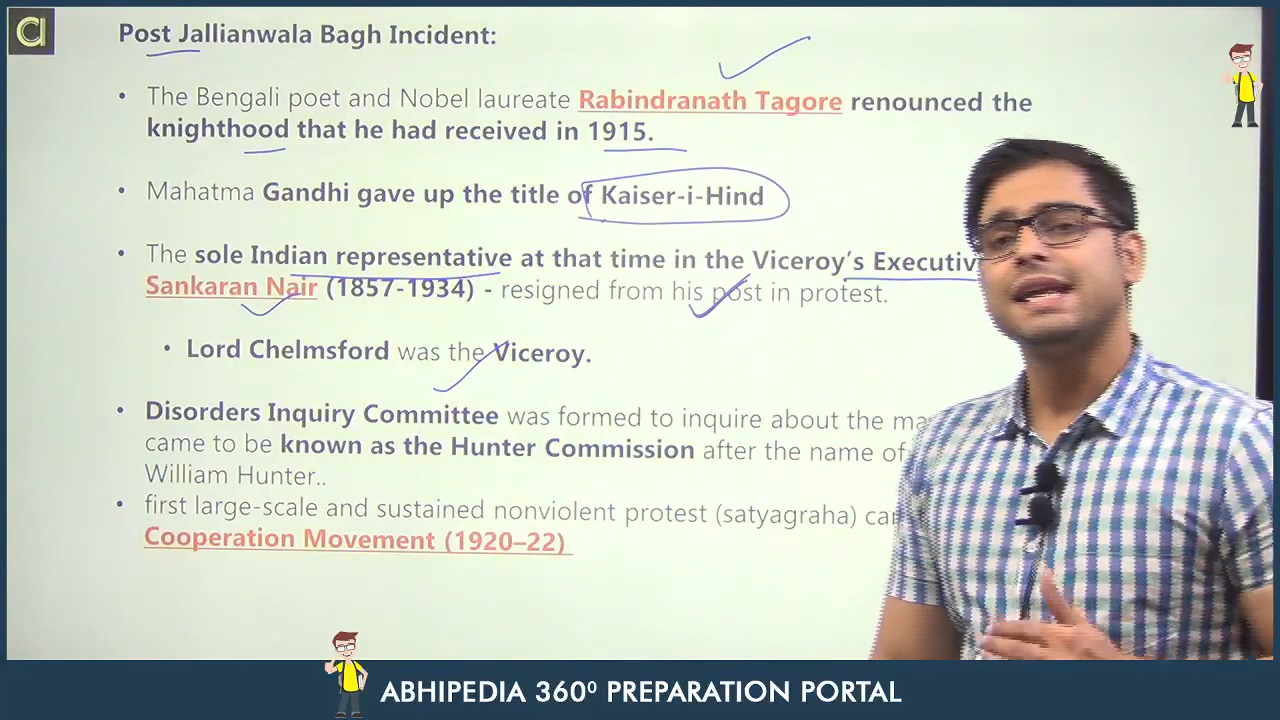 Post Jallianwala Bagh Incident:
• The Bengali poet and Nobel laureate Rabindranath Tagore renounced the
knighthood that he had received in 1915.
• Mahatma Gandhi gave up the title of Kaiser-i-Hind
• The sole Indian representative at that time in the Viceroy's Executiv
Sankaran Nair (1857-1934) - resigned from his post in protest.
• Lord Chelmsford was the Viceroy.
• Disorders Inquiry Committee was formed to inquire about the ma
came to be known as the Hunter Commission after the name of
William Hunter..
• first large-scale and sustained nonviolent protest (satyagraha) ca
Cooperation Movement (1920–22)
ABHIPEDIA 360⁰ PREPARATION PORTAL